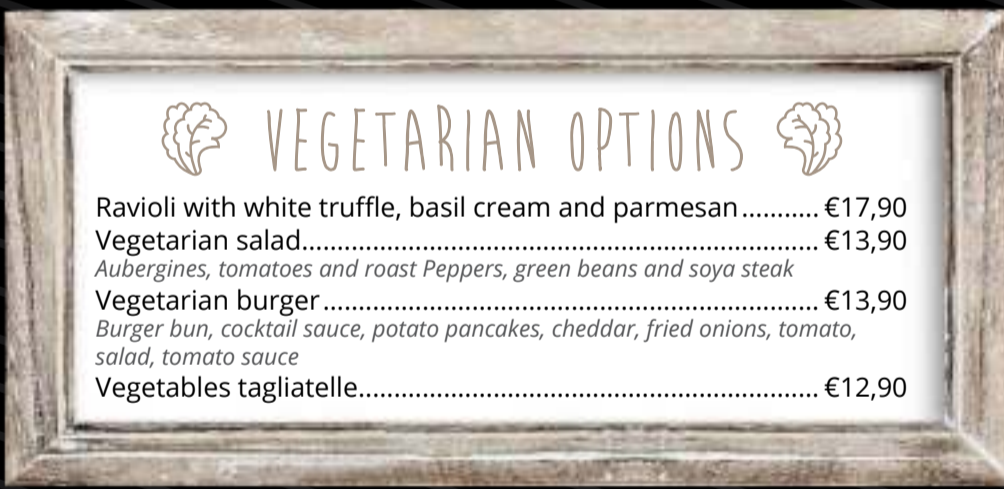 VEGETARIAN OPTIONS
Ravioli with white truffle, basil cream and parmesan........... €17,90
Vegetarian salad........................................................................ €13,90
Aubergines, tomatoes and roast Peppers, green beans and soya steak
Vegetarian burger..................................................................... €13,90
Burger bun, cocktail sauce, potato pancakes, cheddar, fried onions, tomato,
salad, tomato sauce
Vegetables tagliatelle................................................................ €12,90